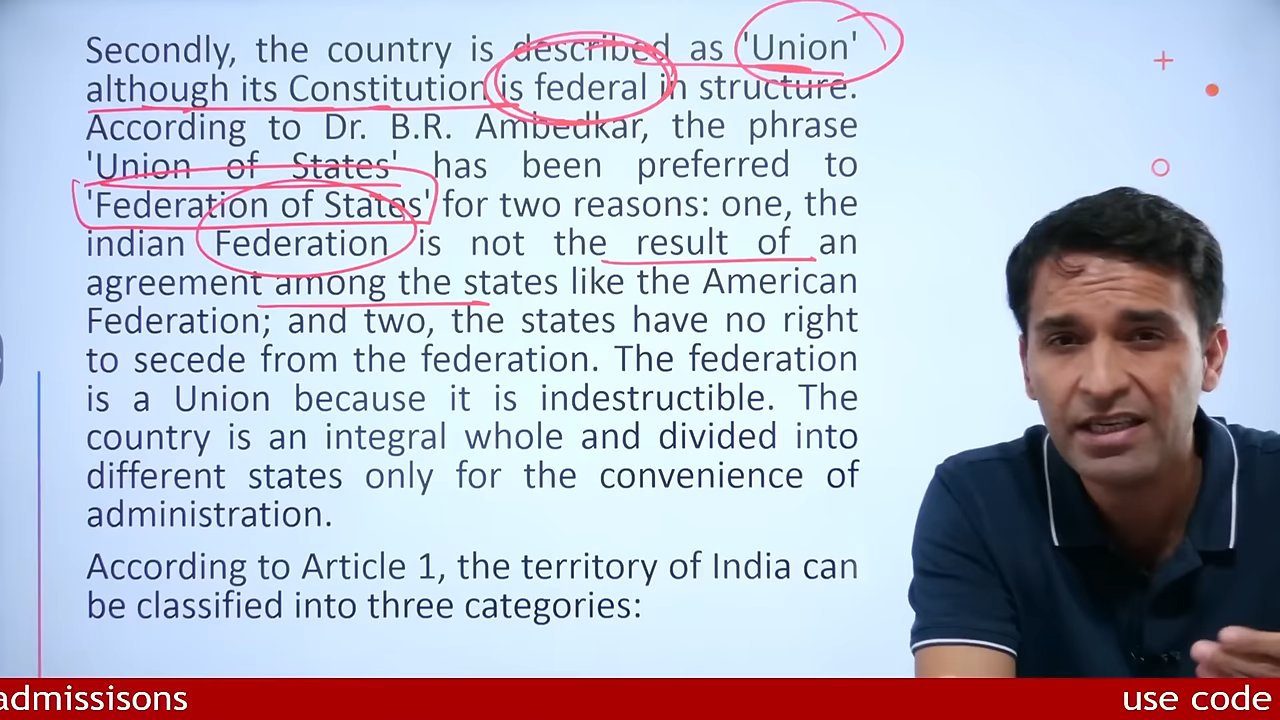 Secondly, the country is described as 'Union'
although its Constitution is federal in structure.
According to Dr. B.R. Ambedkar, the phrase
'Union of States' has been preferred to
'Federation of States' for two reasons: one, the
indian Federation is not the result of an
agreement among the states like the American
Federation; and two, the states have no right
to secede from the federation. The federation
is a Union because it is indestructible. The
country is an integral whole and divided into
different states only for the convenience of
administration.
According to Article 1, the territory of India can
be classified into three categories:
admissisons
use code